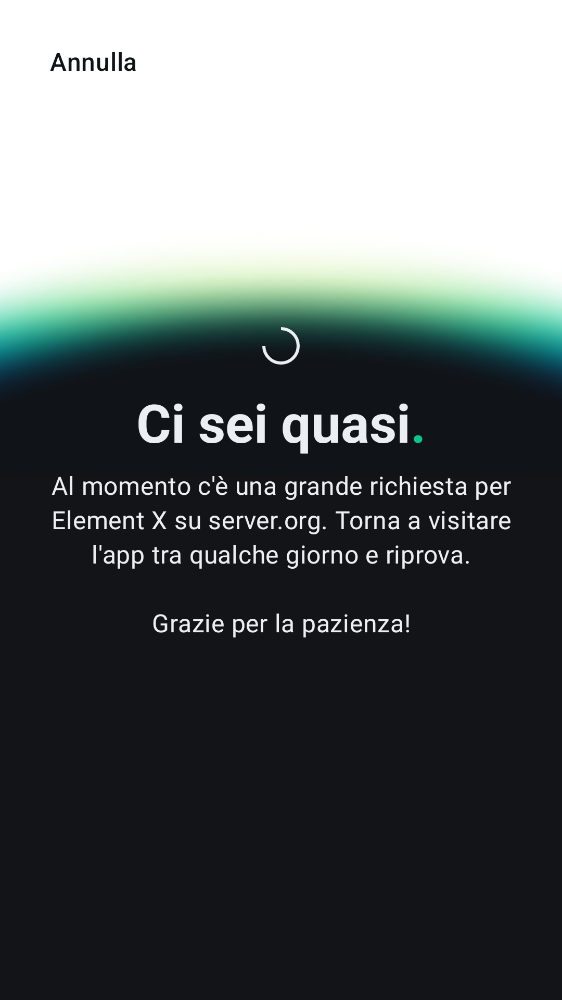 Annulla
Ci sei quasi.
Al momento c'è una grande richiesta per
Element X su server.org. Torna a visitare
l'app tra qualche giorno e riprova.
Grazie per la pazienza!